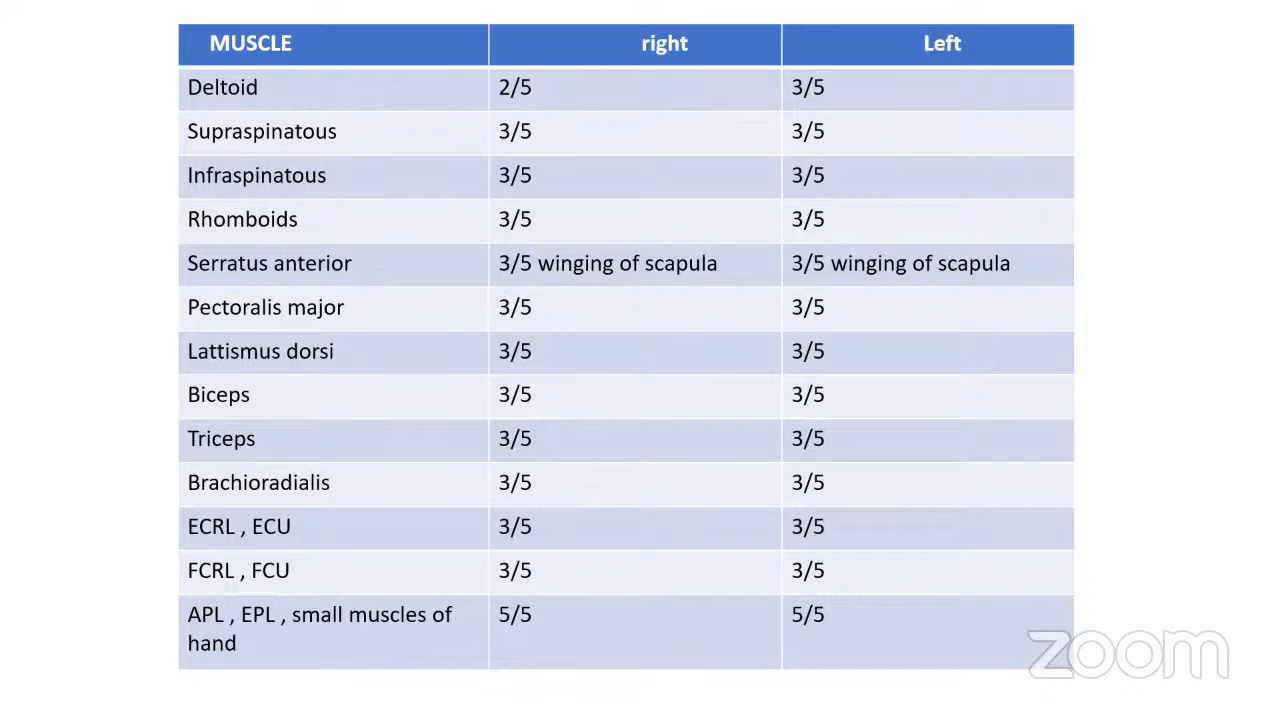 MUSCLE right Left
Deltoid 2/5 3/5
Supraspinatous 3/5 3/5
Infraspinatous 3/5 3/5
Rhomboids 3/5 3/5
Serratus anterior 3/5 winging of scapula 3/5 winging of scapula
Pectoralis major 3/5 3/5
Lattismus dorsi 3/5 3/5
Biceps 3/5 3/5
Triceps 3/5 3/5
Brachioradialis 3/5 3/5
ECRL , ECU 3/5 3/5
FCRL , FCU 3/5 3/5
APL , EPL , small muscles of 5/5 5/5
hand
zoom